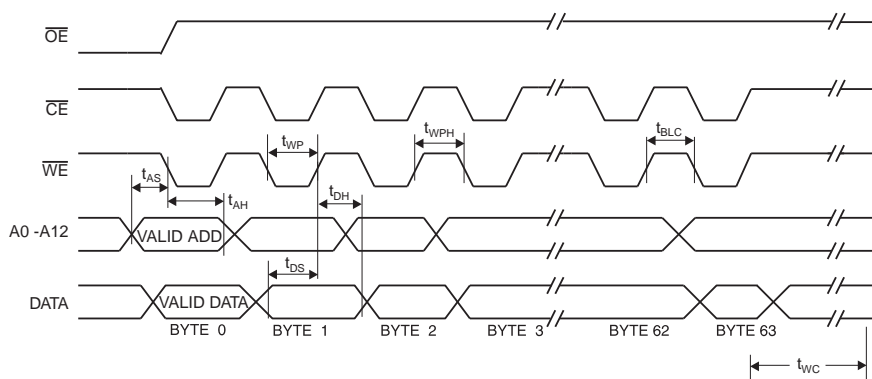 OE
CE
tWP
tWPH
tBLC
WE
tAS
tAH
tDH
A0 -A12
VALID ADD
tDS
DATA
VALID DATA
BYTE 0
BYTE 1
BYTE 2
BYTE 3
BYTE 62
BYTE 63
tWC